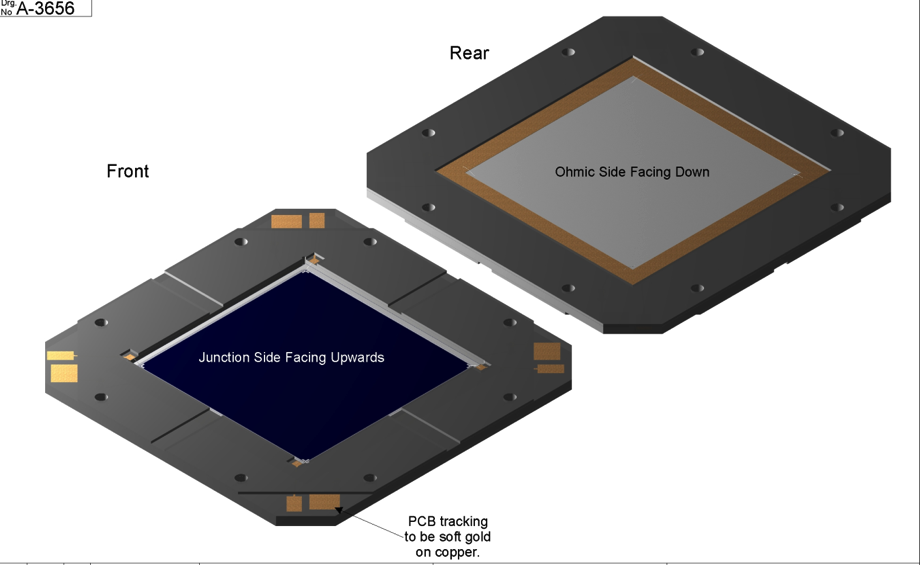 Drg.
No A-3656
Rear
Ohmic Side Facing Down
Front
Junction Side Facing Upwards
PCB tracking
to be soft gold
on copper.